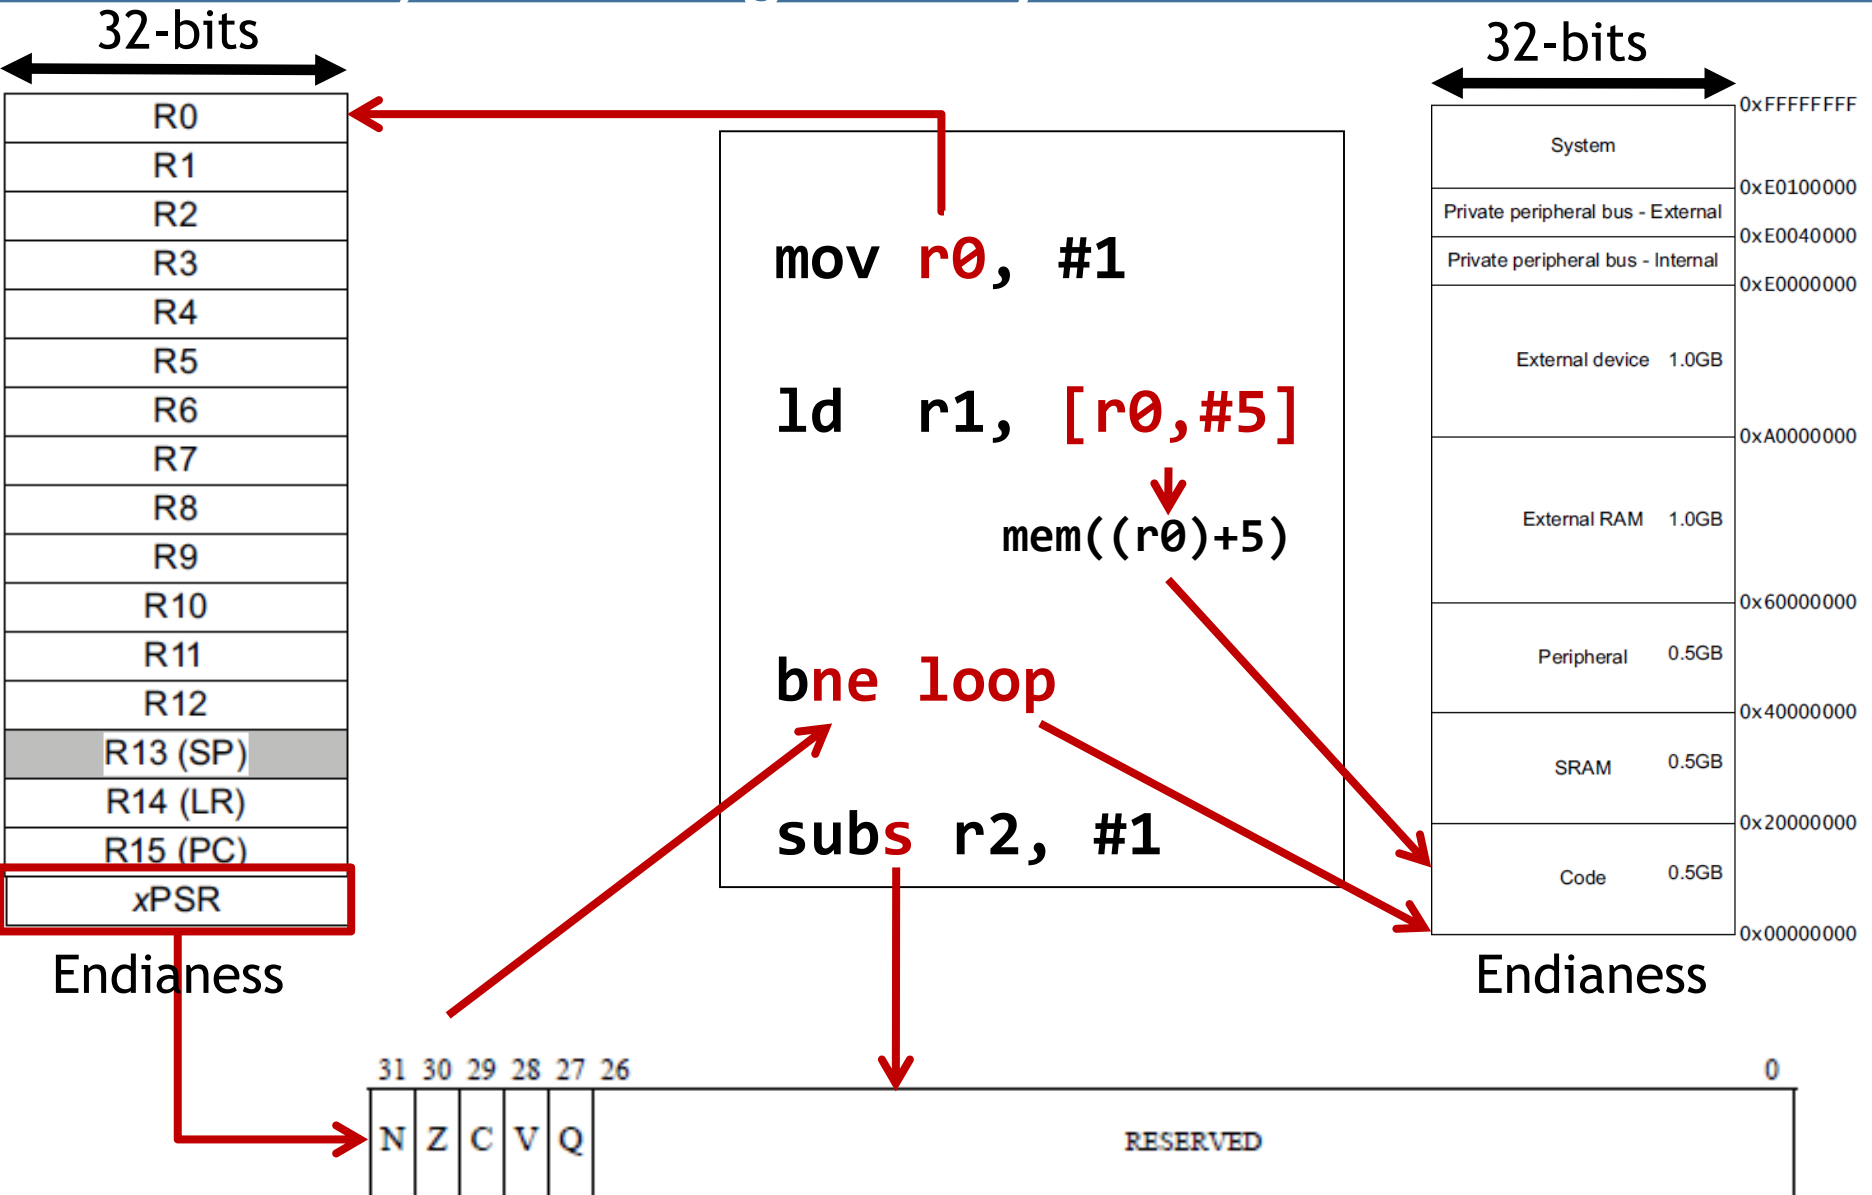 32-bits
R0
R1
R2
R3
R4
R5
R6
R7
R8
R9
R10
R11
R12
R13 (SP)
R14 (LR)
R15 (PC)
xPSR
Endianess
mov r0, #1
ld r1, [r0,#5]
mem((r0)+5)
bne loop
subs r2, #1
32-bits
0xFFFFFFFF
System
0xE0100000
Private peripheral bus - External
0xE0040000
Private peripheral bus - Internal
0xE0000000
External device 1.0GB
0xA0000000
External RAM 1.0GB
0x60000000
Peripheral 0.5GB
0x40000000
SRAM 0.5GB
0x20000000
Code 0.5GB
0x00000000
Endianess
31 30 29 28 27 26 0
N Z C V Q RESERVED